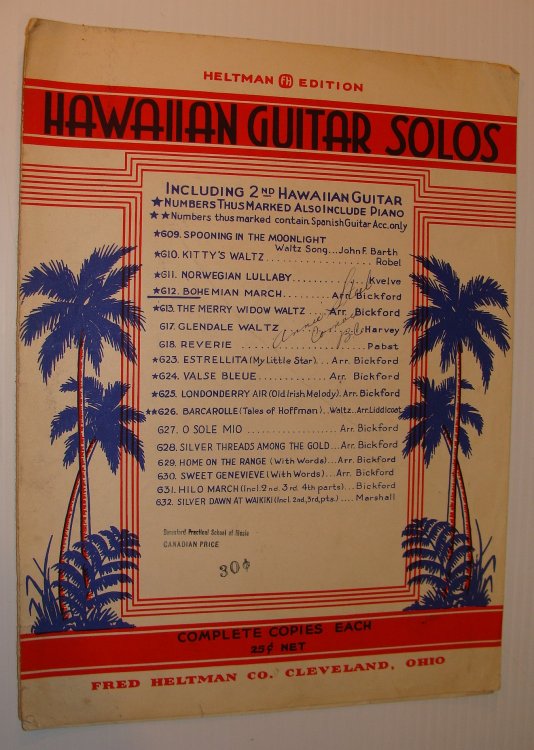 HELTMAN FH EDITION
HAWAIIAN GUITAR SOLOS
INCLUDING 2ND HAWAIIAN GUITAR
★NUMBERS THUS MARKED ALSO INCLUDE PIANO
★★Numbers thus marked contain Spanish Guitar Acc. only
★G09. SPOONING IN THE MOONLIGHT
Waltz Song...John F. Barth
★G10. KITTY'S WALTZ...............Robel
★G11. NORWEGIAN LULLABY..........Kvelve
★G12. BOHEMIAN MARCH........Arr. Bickford
★G13. THE MERRY WIDOW WALTZ..Arr. Bickford
G17. GLENDALE WALTZ Harvey
G18. REVERIE....................Pabst
★G23. ESTRELLITA (My Little Star)...Arr. Bickford
★G24. VALSE BLEUE............Arr. Bickford
★G25. LONDONDERRY AIR (Old Irish Melody). Arr. Bickford
★★G26. BARCAROLLE (Tales of Hoffman)..Waltz..Arr. Liddicoat
G27. O SOLE MIO..............Arr. Bickford
G28. SILVER THREADS AMONG THE GOLD..Arr. Bickford
G29. HOME ON THE RANGE (With Words)...Arr. Bickford
G30. SWEET GENEVIEVE (With Words)...Arr. Bickford
G31. HILO MARCH (Incl. 2nd. 3rd. 4th parts)...Bickford
G32. SILVER DAWN AT WAIKIKI (Incl. 2nd, 3rd, pts.)....Marshall
Practical School of Music
CANADIAN PRICE
30¢
COMPLETE COPIES EACH
25¢ NET
FRED HELTMAN CO. CLEVELAND, OHIO